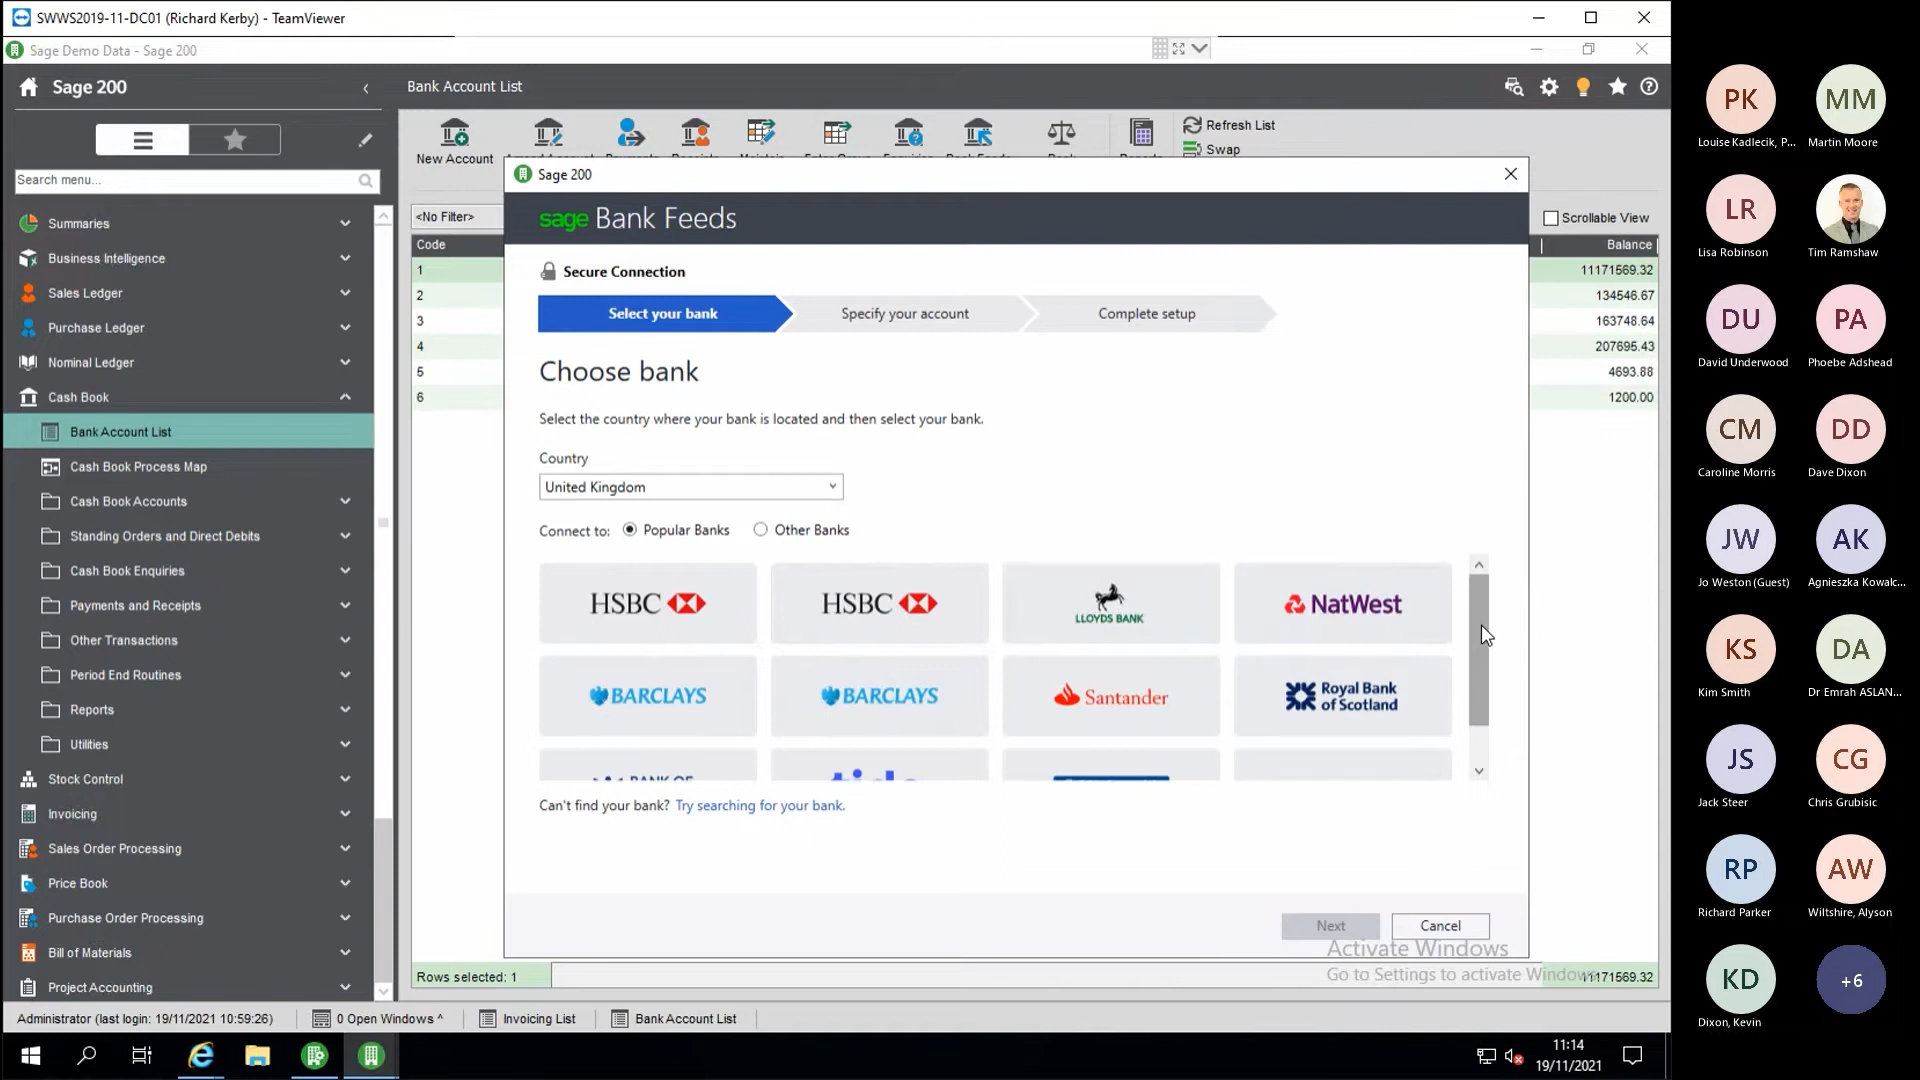 SWWS2019-11-DC01 (Richard Kerby) - TeamViewer
Sage Demo Data - Sage 200
Sage 200
Bank Account List
New Account
Refresh List
Swap
Search menu...
Summaries
Business Intelligence
Sales Ledger
Purchase Ledger
Nominal Ledger
Cash Book
Bank Account List
Cash Book Process Map
Cash Book Accounts
Standing Orders and Direct Debits
Cash Book Enquiries
Payments and Receipts
Other Transactions
Period End Routines
Reports
Utilities
Stock Control
Invoicing
Sales Order Processing
Price Book
Purchase Order Processing
Bill of Materials
Project Accounting
<No Filter>
Scrollable View
Code
Balance
1
11171569.32
2
134546.67
3
163748.64
4
207695.43
5
4693.88
6
1200.00
Sage 200
sage Bank Feeds
Secure Connection
Select your bank
Specify your account
Complete setup
Choose bank
Select the country where your bank is located and then select your bank.
Country
United Kingdom
Connect to: Popular Banks Other Banks
HSBC
HSBC
LLOYDS BANK
NatWest
BARCLAYS
BARCLAYS
Santander
Royal Bank
of Scotland
BANK OF
Can't find your bank? Try searching for your bank.
Next
Cancel
Activate Windows
Go to Settings to activate Windows.
Rows selected: 1
11171569.32
Administrator (last login: 19/11/2021 10:59:26)
0 Open Windows ^
Invoicing List
Bank Account List
11:14
19/11/2021
PK
Louise Kadlecik, P...
MM
Martin Moore
LR
Lisa Robinson
Tim Ramshaw
DU
David Underwood
PA
Phoebe Adshead
CM
Caroline Morris
DD
Dave Dixon
JW
Jo Weston (Guest)
AK
Agnieszka Kowalc...
KS
Kim Smith
DA
Dr Emrah ASLAN...
JS
Jack Steer
CG
Chris Grubisic
RP
Richard Parker
AW
Wiltshire, Alyson
KD
Dixon, Kevin
+6